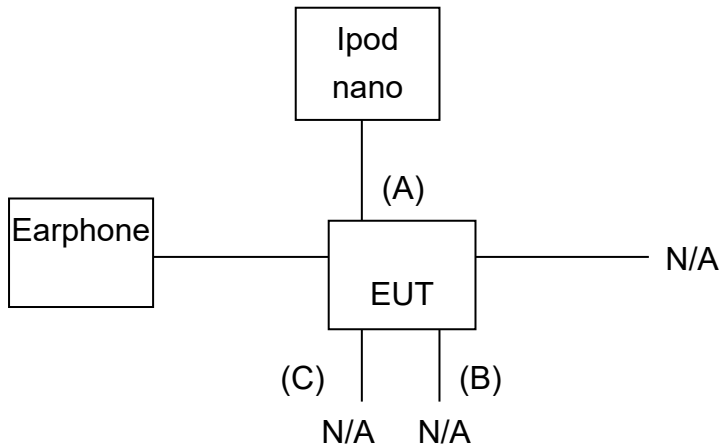 Ipod
nano
(A)
Earphone
N/A
EUT
(C)
(B)
N/A
N/A